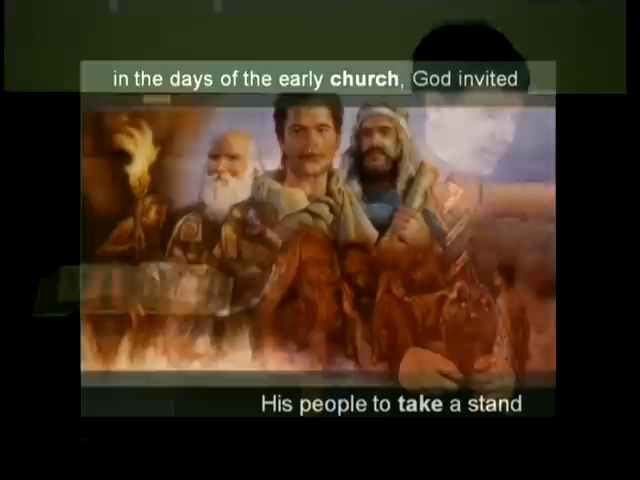 in the days of the early church, God invited
His people to take a stand